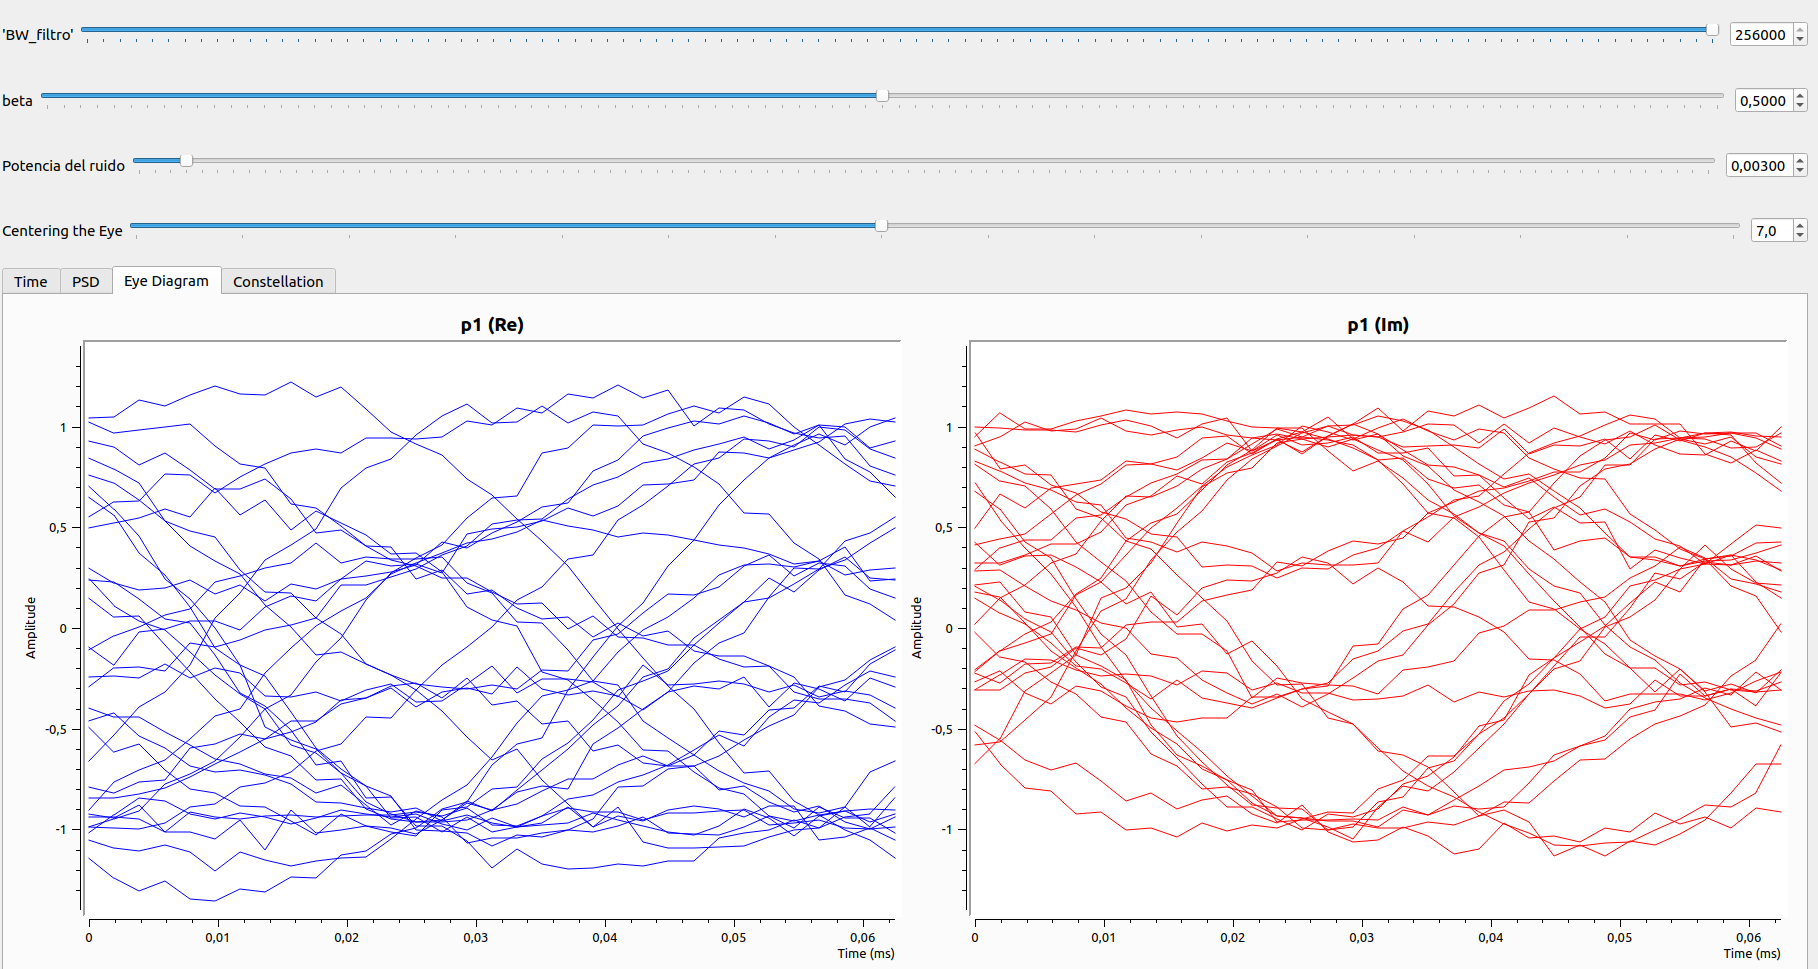 'BW_filtro' 256000
beta 0,5000
Potencia del ruido 0,00300
Centering the Eye 7,0
Time PSD Eye Diagram Constellation
p1 (Re)
1
0,5
0
-0,5
-1
Amplitude
0 0,01 0,02 0,03 0,04 0,05 0,06
Time (ms)
p1 (Im)
1
0,5
0
-0,5
-1
Amplitude
0 0,01 0,02 0,03 0,04 0,05 0,06
Time (ms)